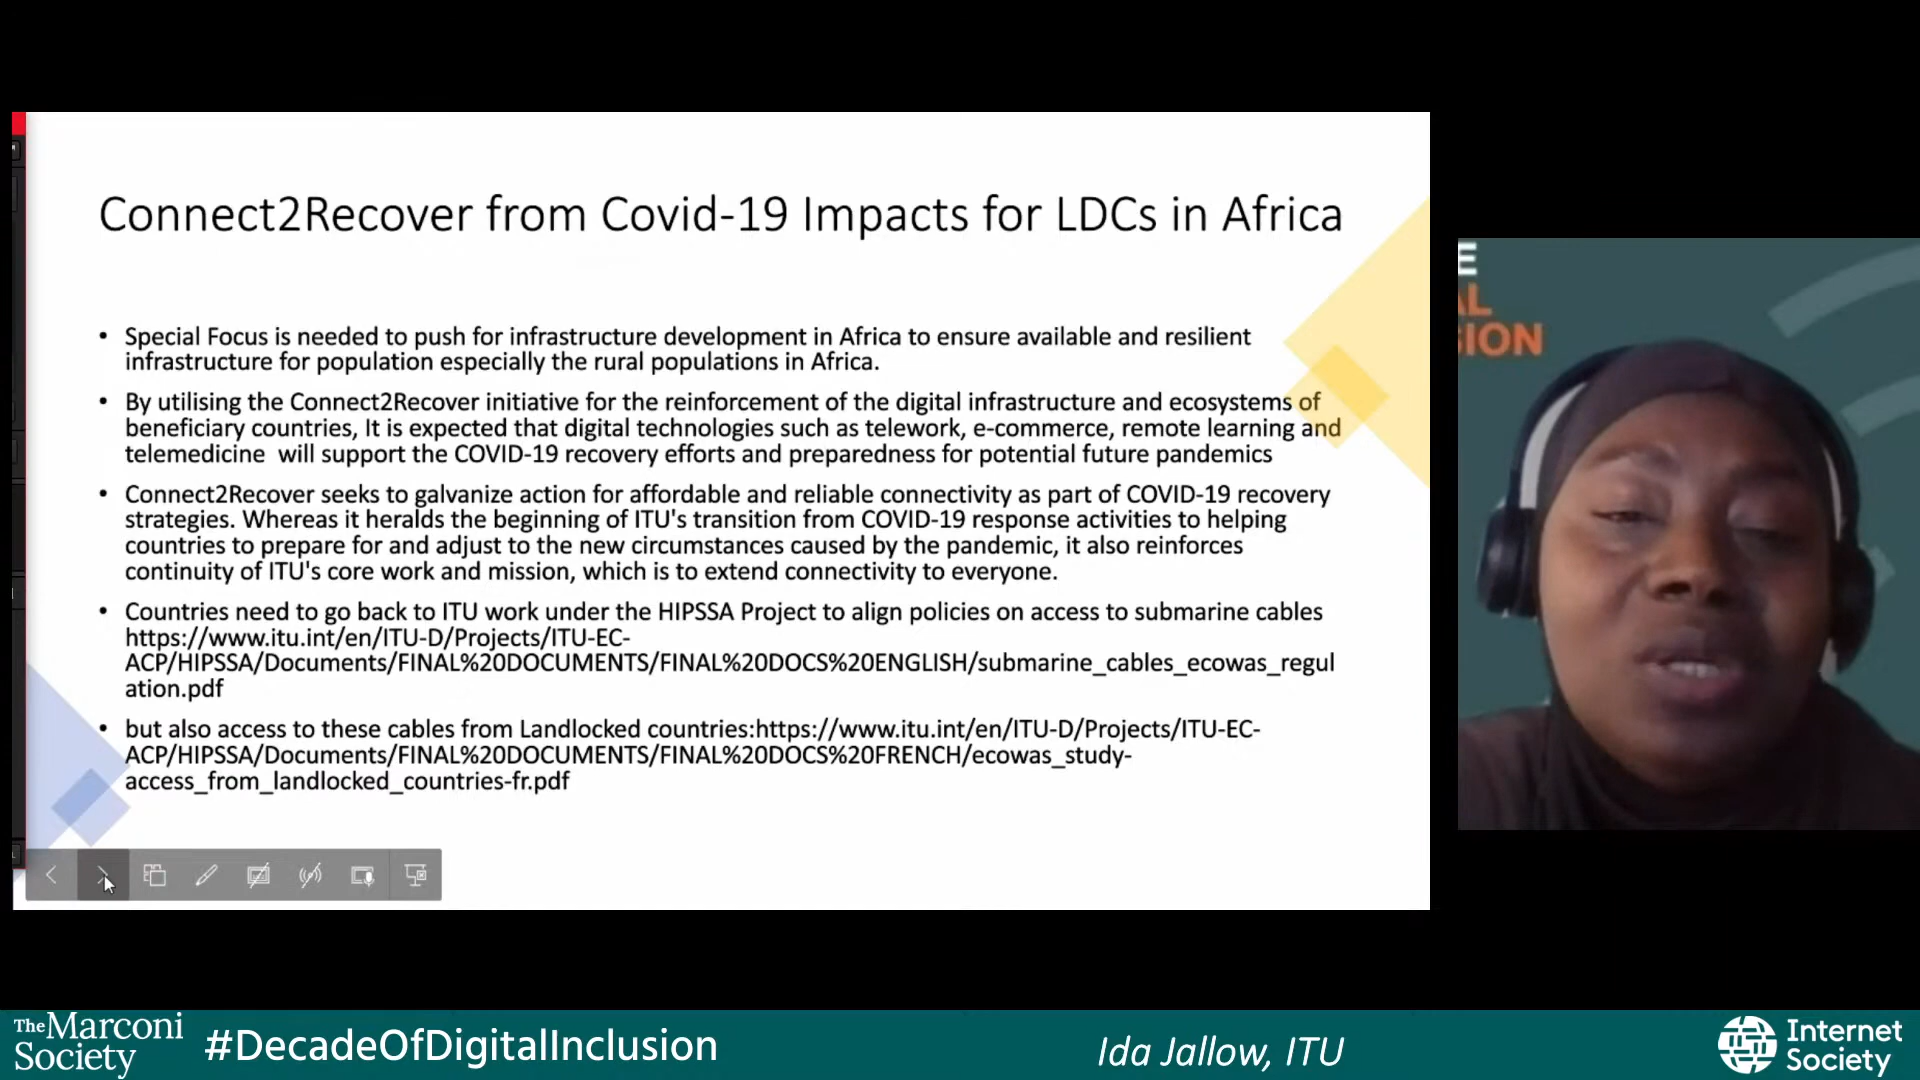 Connect2Recover from Covid-19 Impacts for LDCs in Africa
• Special Focus is needed to push for infrastructure development in Africa to ensure available and resilient
infrastructure for population especially the rural populations in Africa.
• By utilising the Connect2Recover initiative for the reinforcement of the digital infrastructure and ecosystems of
beneficiary countries, It is expected that digital technologies such as telework, e-commerce, remote learning and
telemedicine will support the COVID-19 recovery efforts and preparedness for potential future pandemics
• Connect2Recover seeks to galvanize action for affordable and reliable connectivity as part of COVID-19 recovery
strategies. Whereas it heralds the beginning of ITU's transition from COVID-19 response activities to helping
countries to prepare for and adjust to the new circumstances caused by the pandemic, it also reinforces
continuity of ITU's core work and mission, which is to extend connectivity to everyone.
• Countries need to go back to ITU work under the HIPSSA Project to align policies on access to submarine cables
https://www.itu.int/en/ITU-D/Projects/ITU-EC-
ACP/HIPSSA/Documents/FINAL%20DOCUMENTS/FINAL%20DOCS%20ENGLISH/submarine_cables_ecowas_regul
ation.pdf
• but also access to these cables from Landlocked countries:https://www.itu.int/en/ITU-D/Projects/ITU-EC-
ACP/HIPSSA/Documents/FINAL%20DOCUMENTS/FINAL%20DOCS%20FRENCH/ecowas_study-
access_from_landlocked_countries-fr.pdf
E
AL
SION
The Marconi
Society
#DecadeOfDigitalInclusion
Ida Jallow, ITU
Internet
Society